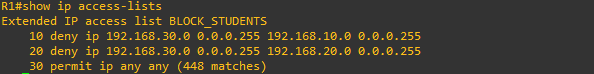 R1#show ip access-lists
Extended IP access list BLOCK_STUDENTS
    10 deny ip 192.168.30.0 0.0.0.255 192.168.10.0 0.0.0.255
    20 deny ip 192.168.30.0 0.0.0.255 192.168.20.0 0.0.0.255
    30 permit ip any any (448 matches)